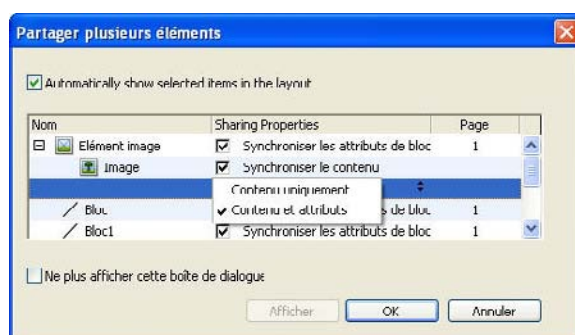 Partager plusieurs éléments
Automatically show selected items in the layout
Nom Sharing Properties Page
Elément image Synchroniser les attributs de bloc 1
Image Synchroniser le contenu
Contenu uniquement
Bloc Contenu et attributs s de bloc 1
Bloc1 Synchroniser les attributs de bloc 1
Ne plus afficher cette boîte de dialogue
Afficher OK Annuler